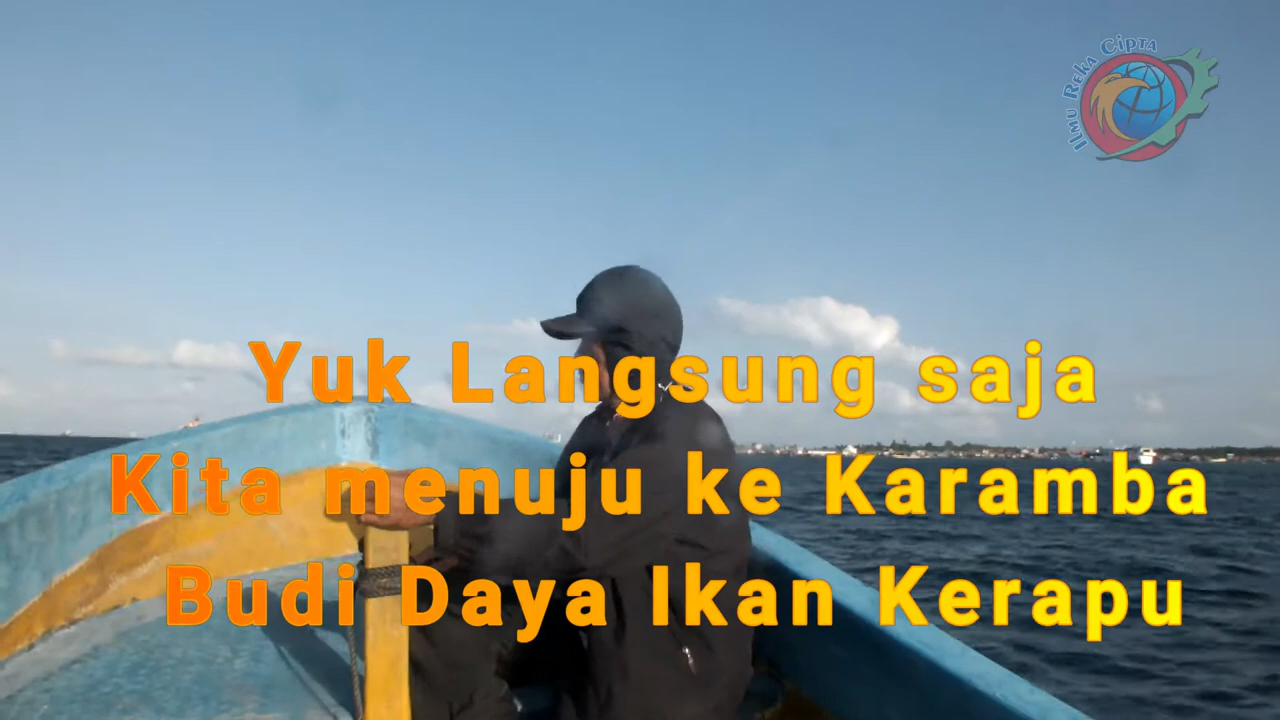 Ilmu Reka Cipta
Yuk Langsung saja
Kita menuju ke Karamba
Budi Daya Ikan Kerapu